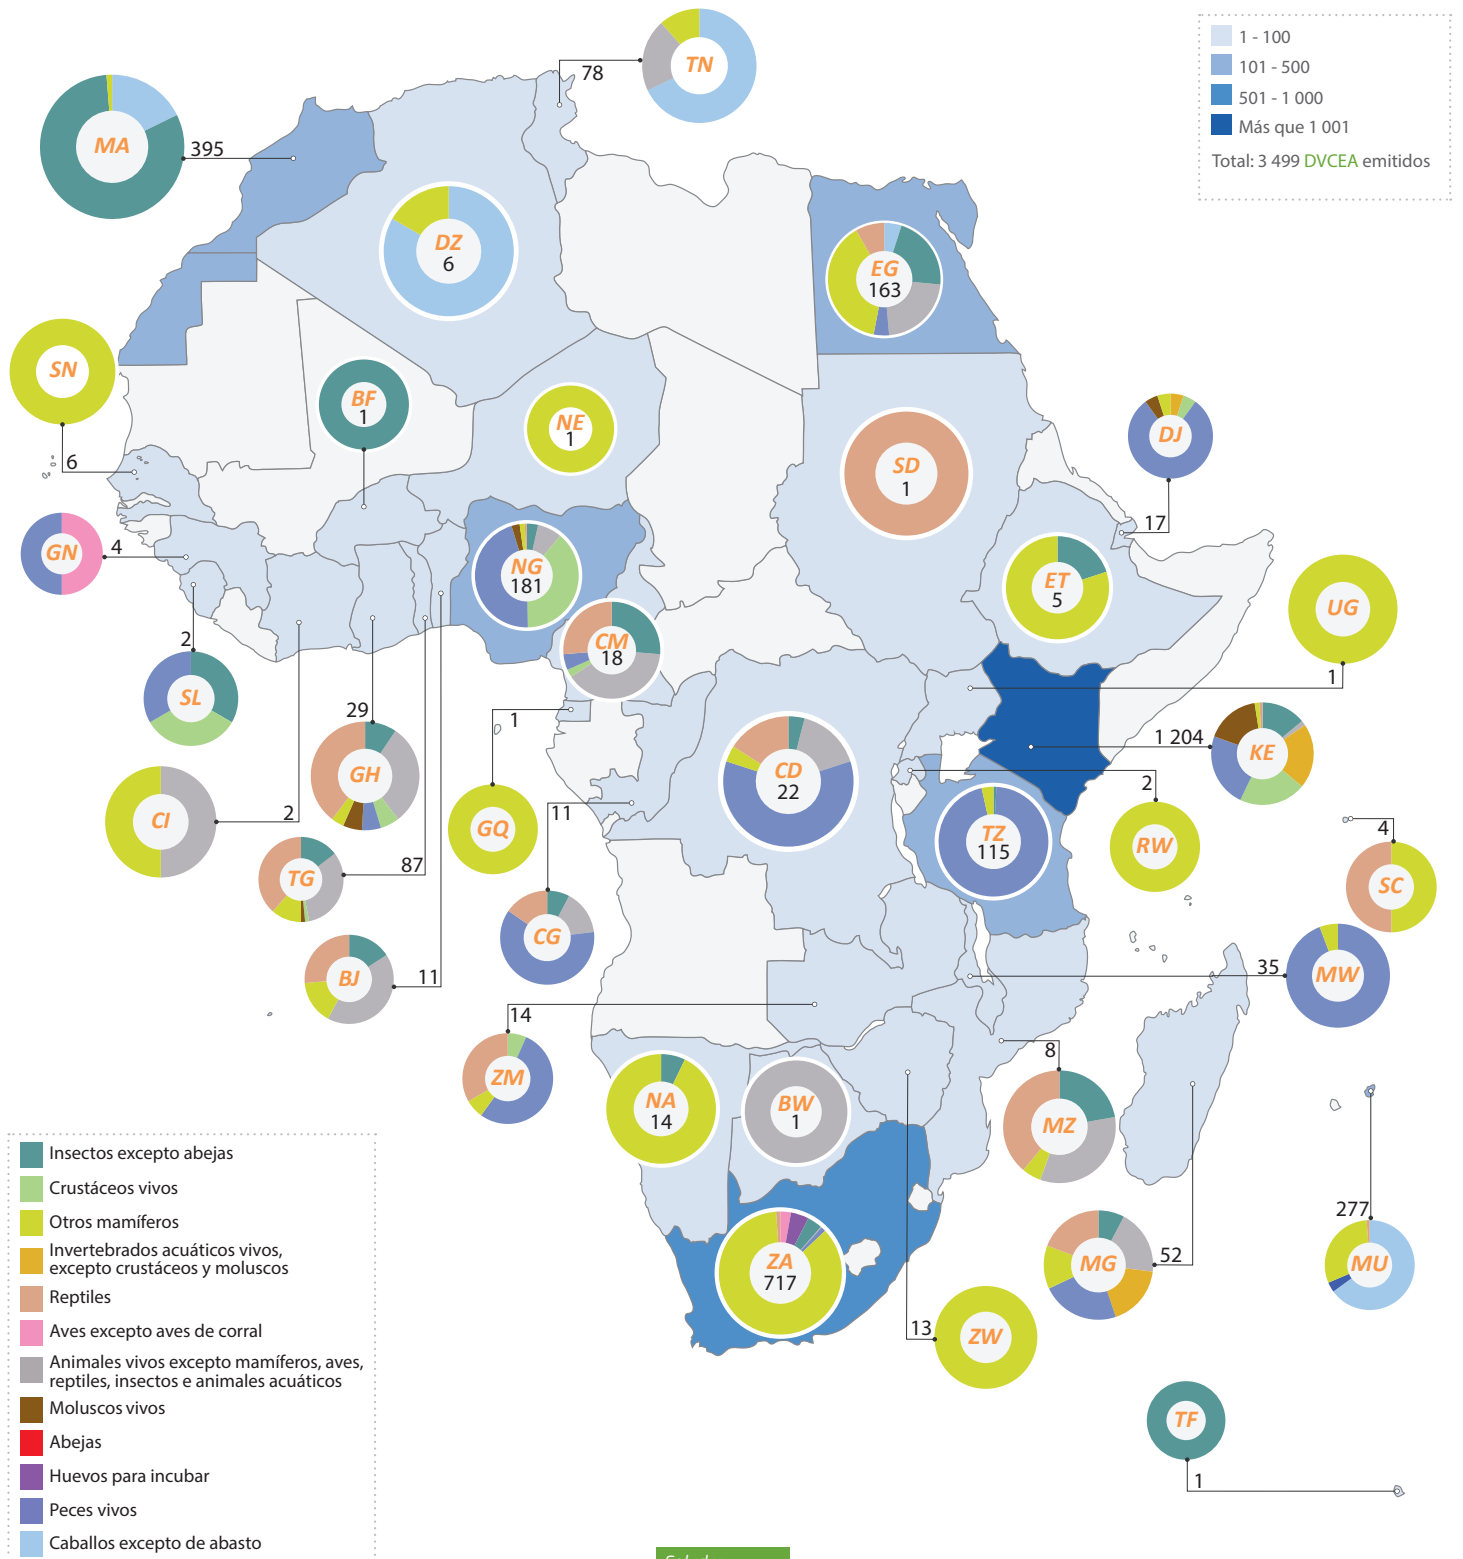 TN
78
1 - 100
101 - 500
501 - 1 000
Más que 1 001
Total: 3 499 DVCEA emitidos
MA
395
DZ
6
EG
163
SN
6
BF
1
NE
1
SD
1
DJ
17
GN
4
NG
181
ET
5
UG
1
CM
18
2
SL
29
GH
1
GQ
CD
22
1 204
KE
CI
2
TG
87
11
CG
TZ
115
2
RW
4
SC
BJ
11
35
MW
14
ZM
NA
14
BW
1
8
MZ
ZA
717
MG
52
277
MU
13
ZW
TF
1
Insectos excepto abejas
Crustáceos vivos
Otros mamíferos
Invertebrados acuáticos vivos,
excepto crustáceos y moluscos
Reptiles
Aves excepto aves de corral
Animales vivos excepto mamíferos, aves,
reptiles, insectos e animales acuáticos
Moluscos vivos
Abejas
Huevos para incubar
Peces vivos
Caballos excepto de abasto